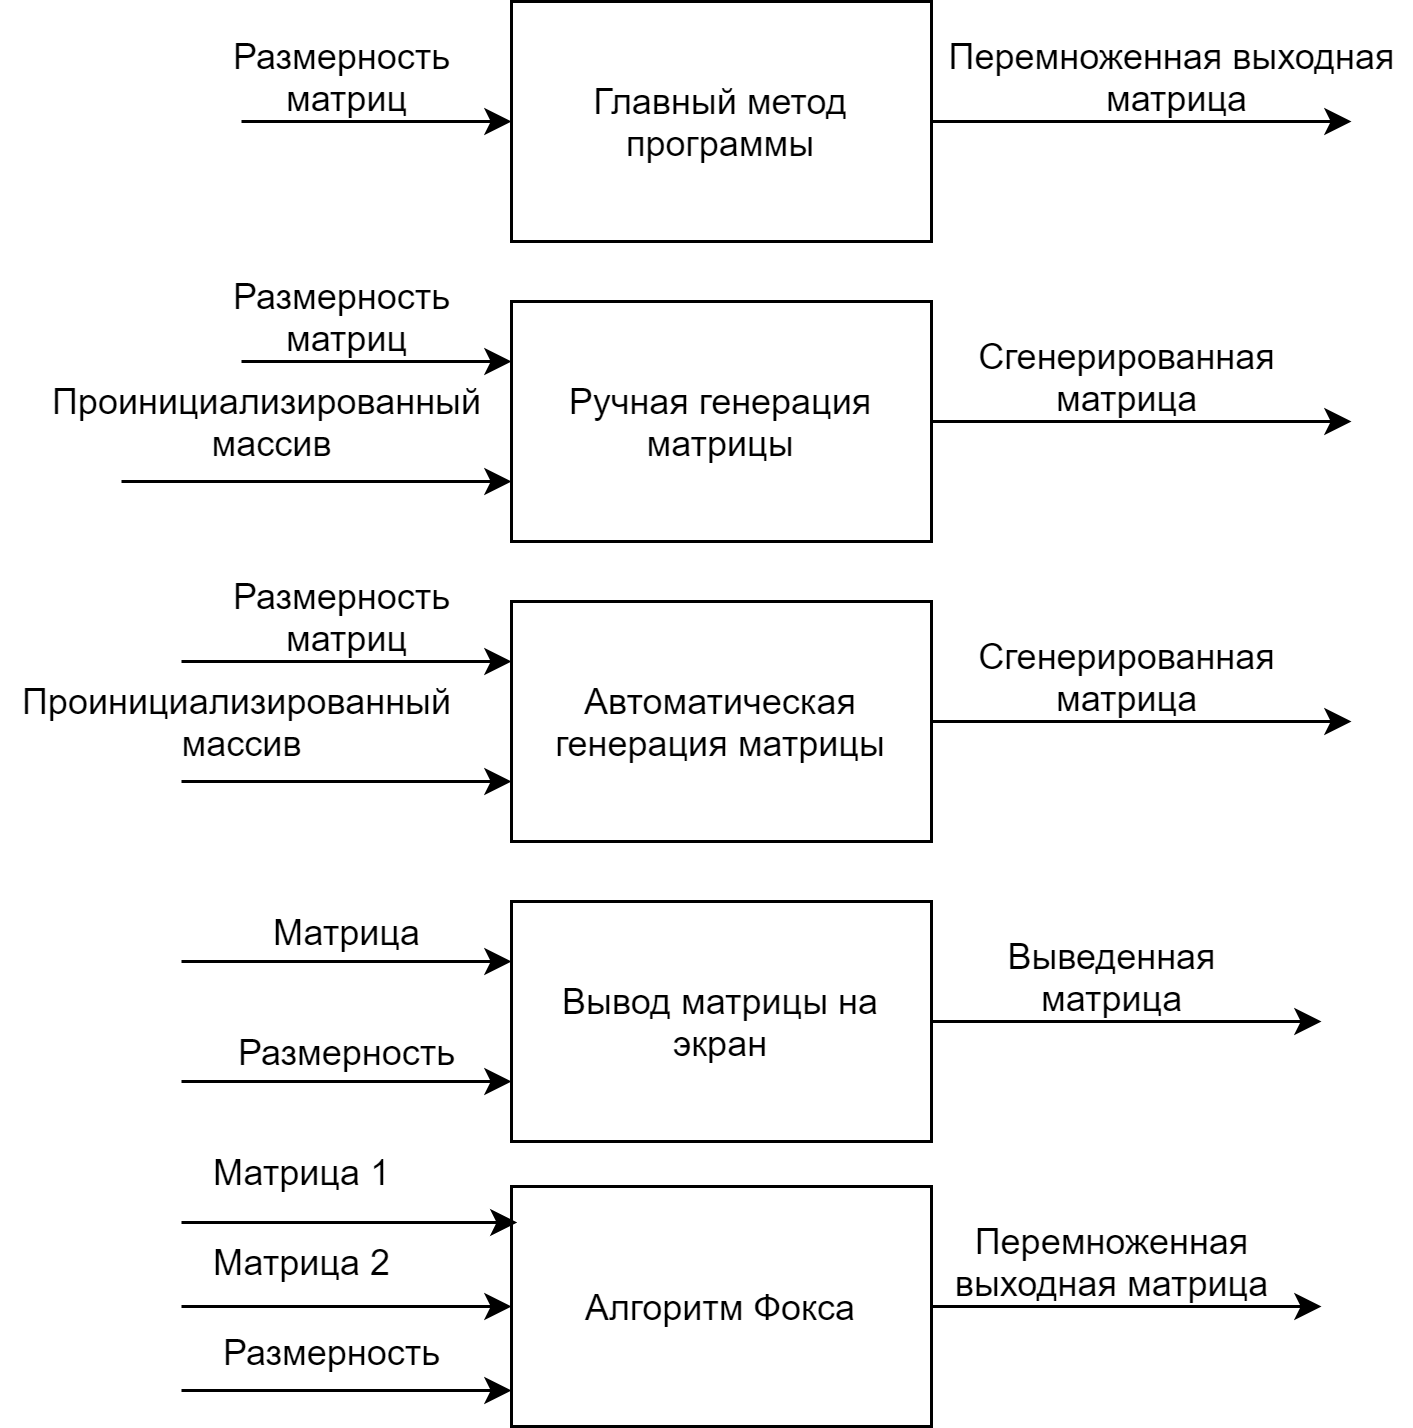 Размерность
матриц
Главный метод
программы
Перемноженная выходная
матрица
Размерность
матриц
Проинициализированный
массив
Ручная генерация
матрицы
Сгенерированная
матрица
Размерность
матриц
Проинициализированный
массив
Автоматическая
генерация матрицы
Сгенерированная
матрица
Матрица
Размерность
Вывод матрицы на
экран
Выведенная
матрица
Матрица 1
Матрица 2
Размерность
Алгоритм Фокса
Перемноженная
выходная матрица